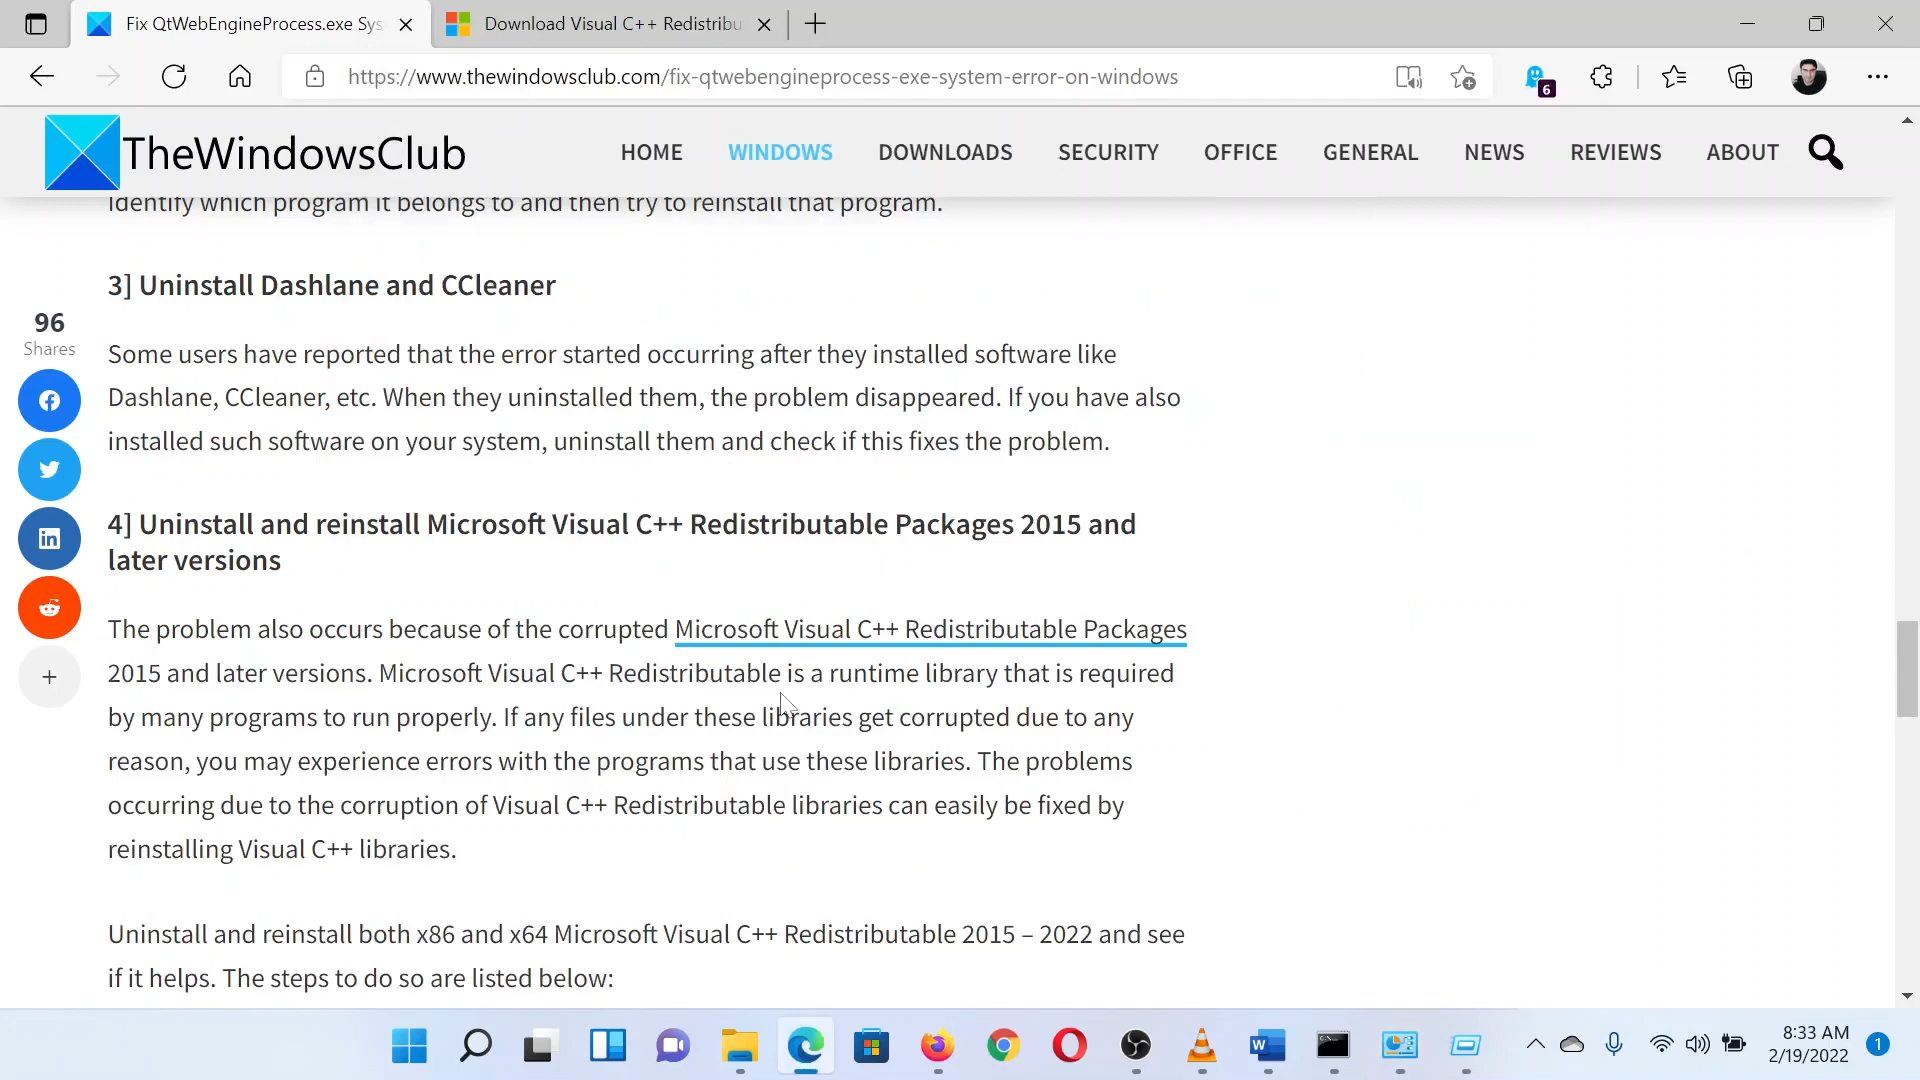 Fix QtWebEngineProcess.exe Sys
Download Visual C++ Redistribu
https://www.thewindowsclub.com/fix-qtwebengineprocess-exe-system-error-on-windows
6
TheWindowsClub
HOME WINDOWS DOWNLOADS SECURITY OFFICE GENERAL NEWS REVIEWS ABOUT
identify which program it belongs to and then try to reinstall that program.
3] Uninstall Dashlane and CCleaner
96
Shares
Some users have reported that the error started occurring after they installed software like
Dashlane, CCleaner, etc. When they uninstalled them, the problem disappeared. If you have also
installed such software on your system, uninstall them and check if this fixes the problem.
4] Uninstall and reinstall Microsoft Visual C++ Redistributable Packages 2015 and
later versions
The problem also occurs because of the corrupted Microsoft Visual C++ Redistributable Packages
2015 and later versions. Microsoft Visual C++ Redistributable is a runtime library that is required
by many programs to run properly. If any files under these libraries get corrupted due to any
reason, you may experience errors with the programs that use these libraries. The problems
occurring due to the corruption of Visual C++ Redistributable libraries can easily be fixed by
reinstalling Visual C++ libraries.
Uninstall and reinstall both x86 and x64 Microsoft Visual C++ Redistributable 2015 – 2022 and see
if it helps. The steps to do so are listed below:
8:33 AM
2/19/2022
1